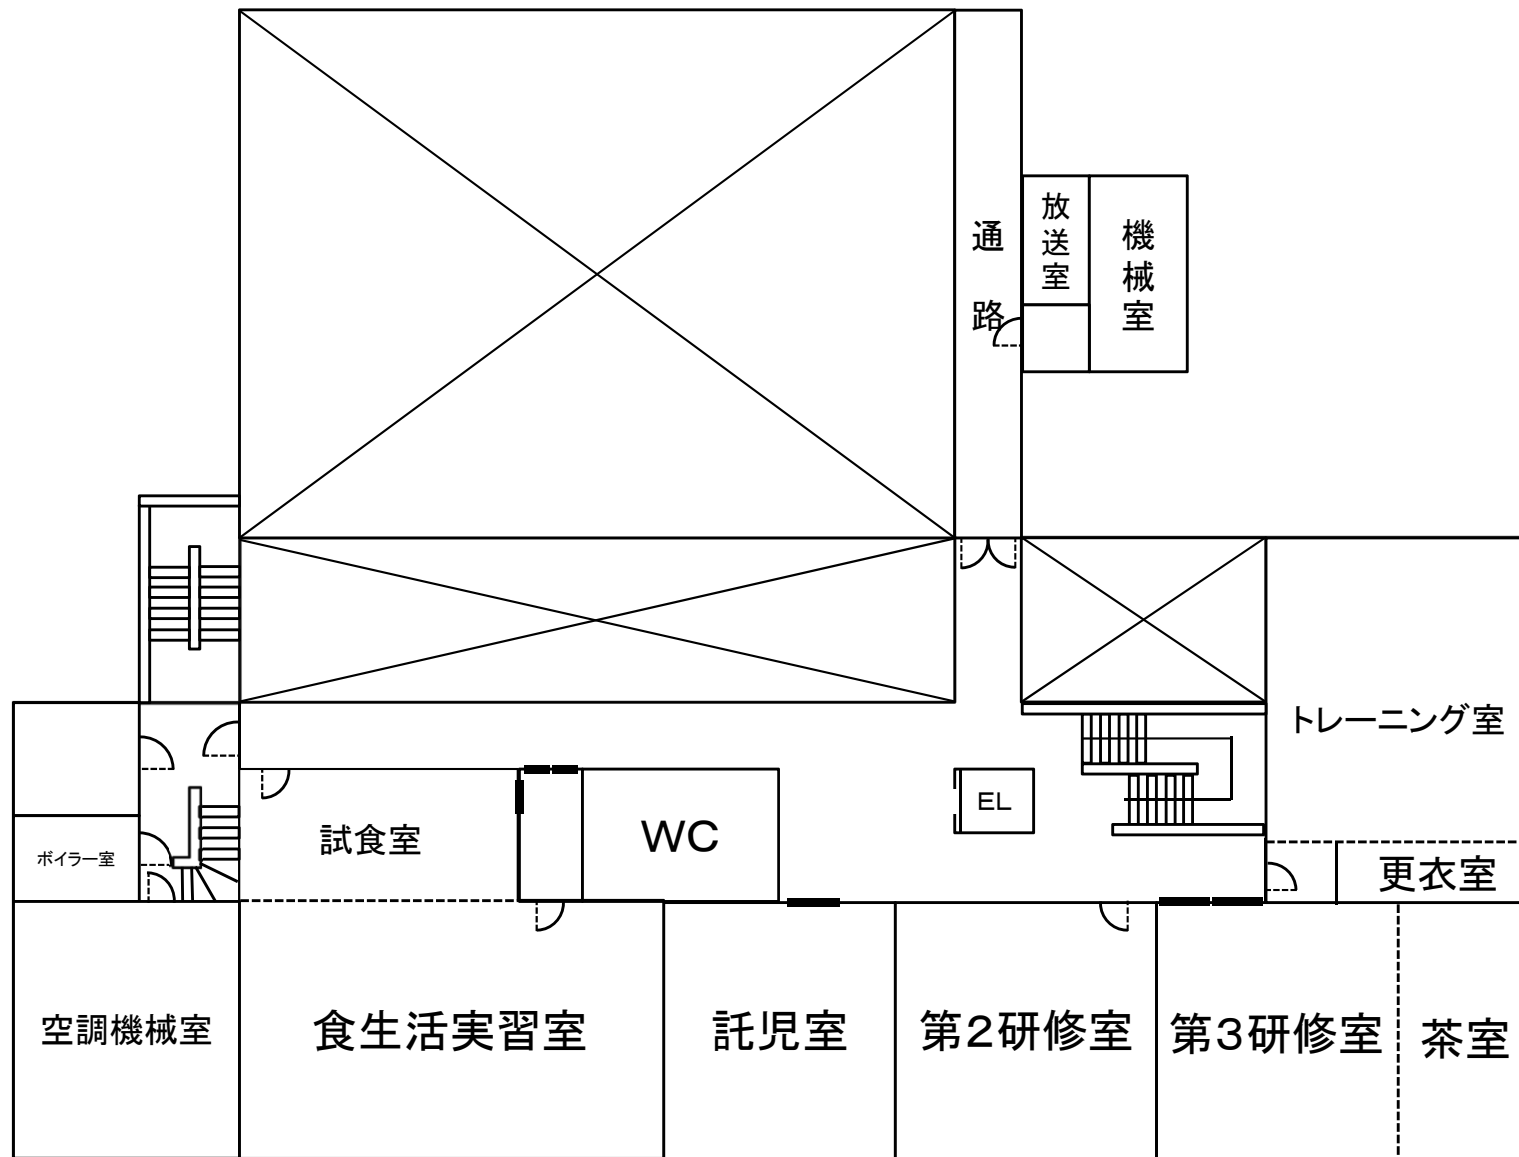 通路
放送室
機械室
トレーニング室
EL
試食室
WC
ボイラー室
更衣室
空調機械室
食生活実習室
託児室
第2研修室
第3研修室
茶室